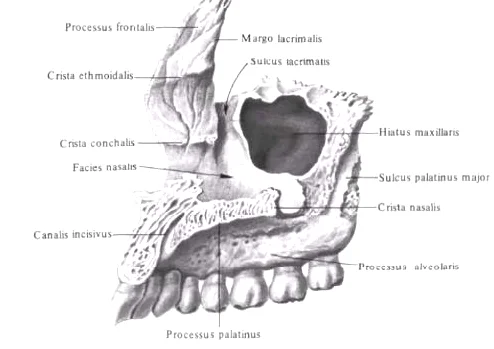 Processus frontalis
Margo lacrimalis
Sulcus lacrimalis
Crista ethmoidalis
Hiatus maxillaris
Crista conchalis
Facies nasalis
Sulcus palatinus major
Crista nasalis
Canalis incisivus
Processus alveolaris
Processus palatinus